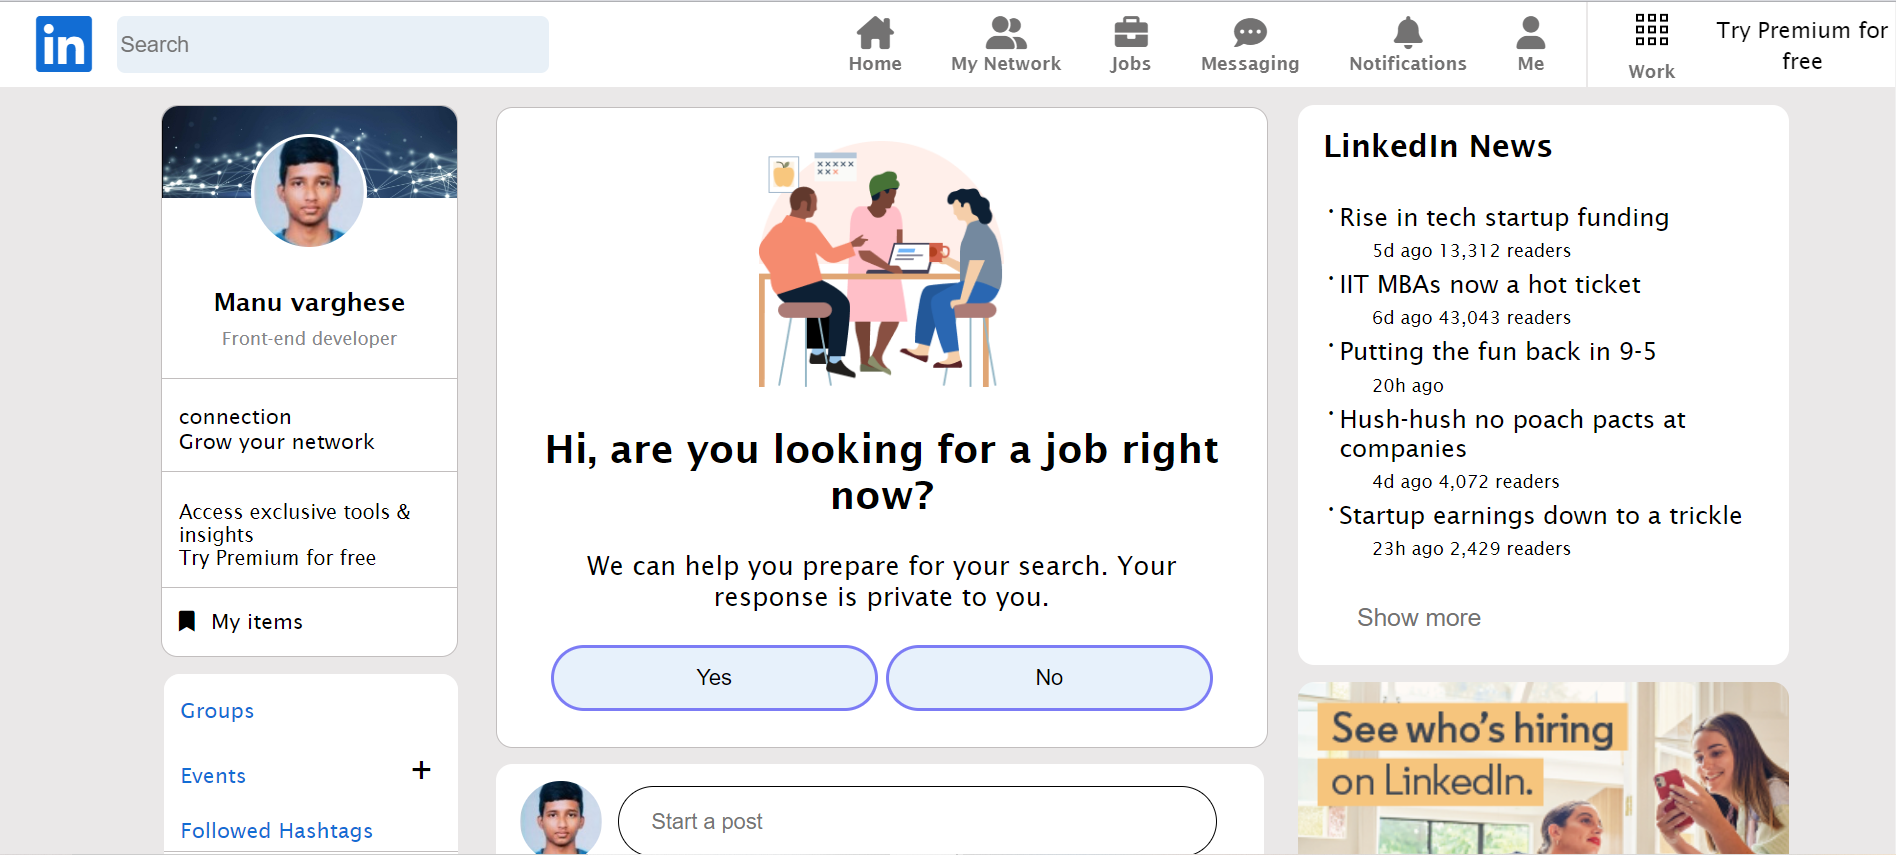 in
Search
Home
My Network
Jobs
Messaging
Notifications
Me
Work
Try Premium for
free
Manu varghese
Front-end developer
connection
Grow your network
Access exclusive tools &
insights
Try Premium for free
My items
Groups
Events
+
Followed Hashtags
Hi, are you looking for a job right
now?
We can help you prepare for your search. Your
response is private to you.
Yes
No
Start a post
LinkedIn News
Rise in tech startup funding
5d ago 13,312 readers
IIT MBAs now a hot ticket
6d ago 43,043 readers
Putting the fun back in 9-5
20h ago
Hush-hush no poach pacts at
companies
4d ago 4,072 readers
Startup earnings down to a trickle
23h ago 2,429 readers
Show more
See who's hiring
on LinkedIn.